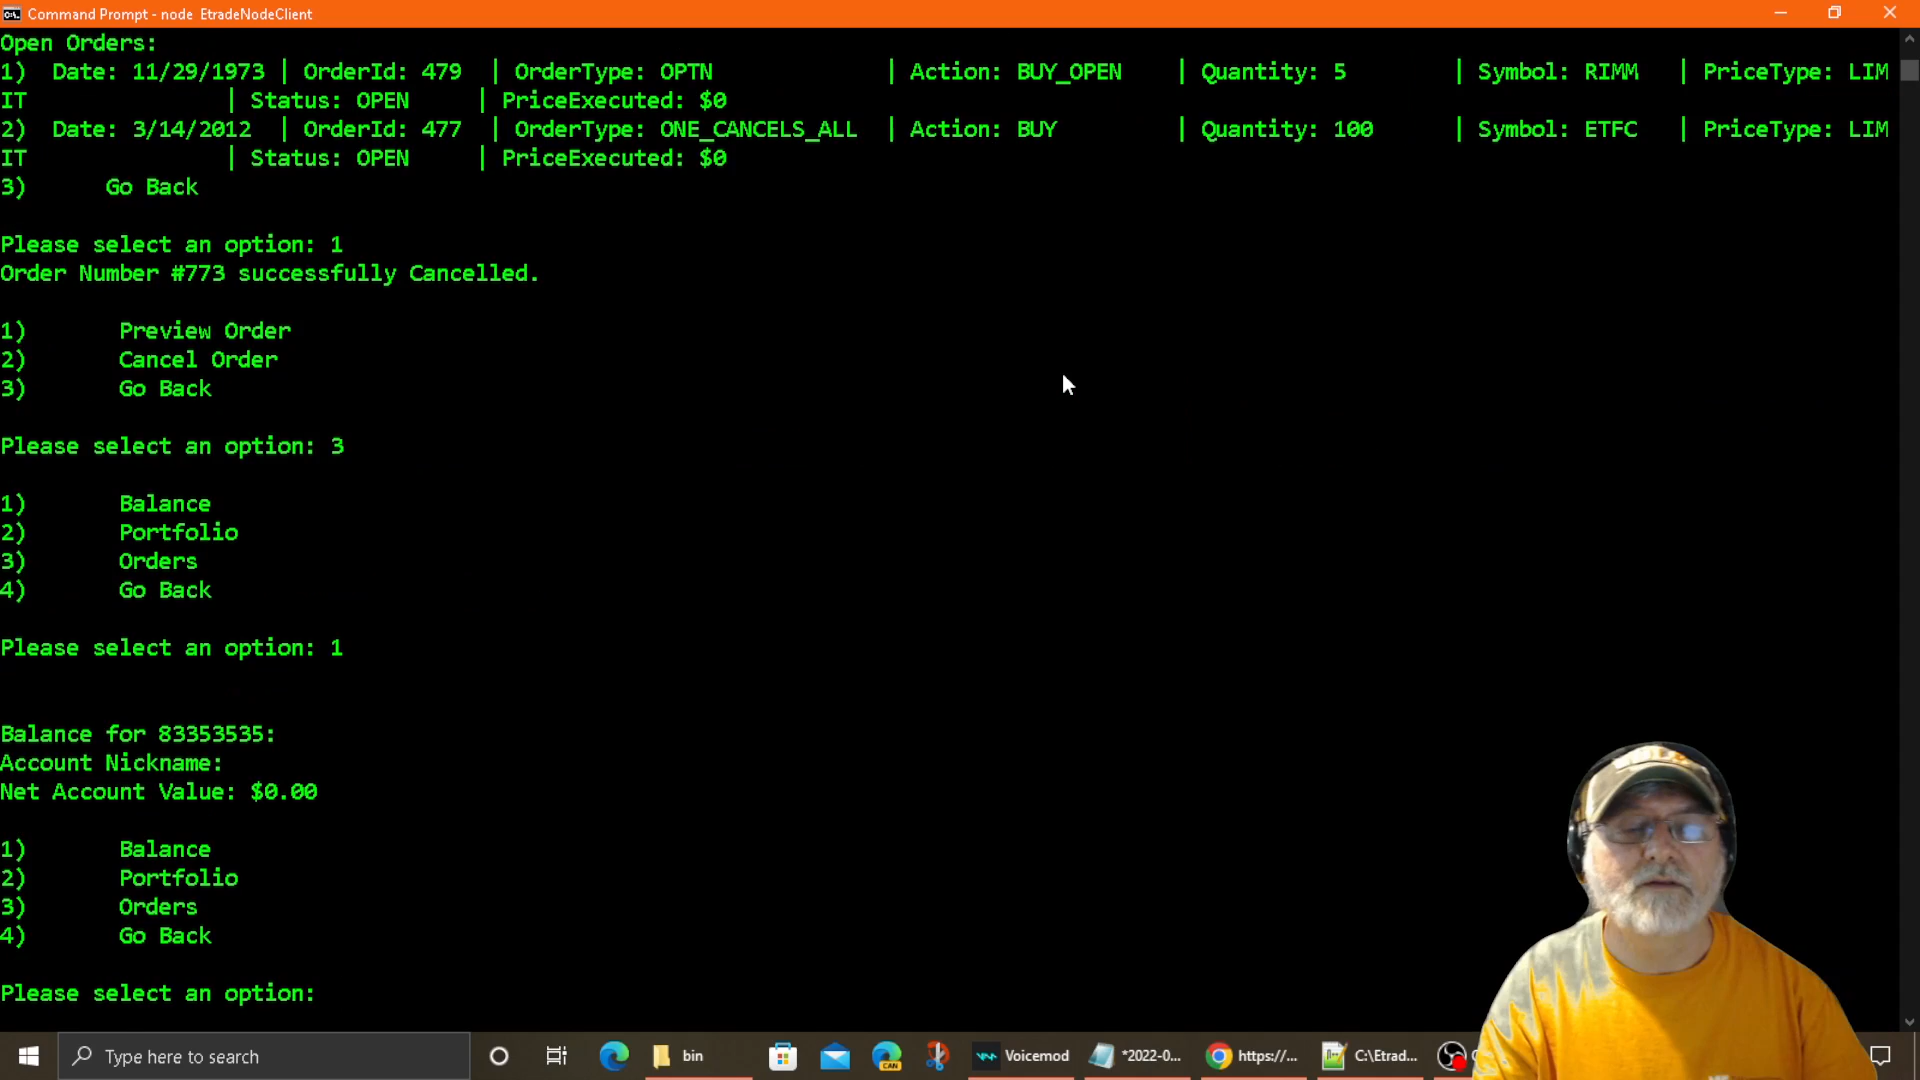 Command Prompt - node EtradeNodeClient
Open Orders:
1) Date: 11/29/1973 | OrderId: 479 | OrderType: OPTN | Action: BUY_OPEN | Quantity: 5 | Symbol: RIMM | PriceType: LIM
IT | Status: OPEN | PriceExecuted: $0
2) Date: 3/14/2012 | OrderId: 477 | OrderType: ONE_CANCELS_ALL | Action: BUY | Quantity: 100 | Symbol: ETFC | PriceType: LIM
IT | Status: OPEN | PriceExecuted: $0
3) Go Back
Please select an option: 1
Order Number #773 successfully Cancelled.
1) Preview Order
2) Cancel Order
3) Go Back
Please select an option: 3
1) Balance
2) Portfolio
3) Orders
4) Go Back
Please select an option: 1
Balance for 83353535:
Account Nickname:
Net Account Value: $0.00
1) Balance
2) Portfolio
3) Orders
4) Go Back
Please select an option:
Type here to search bin CAN Voicemod *2022-0... https://... C:\Etrad...